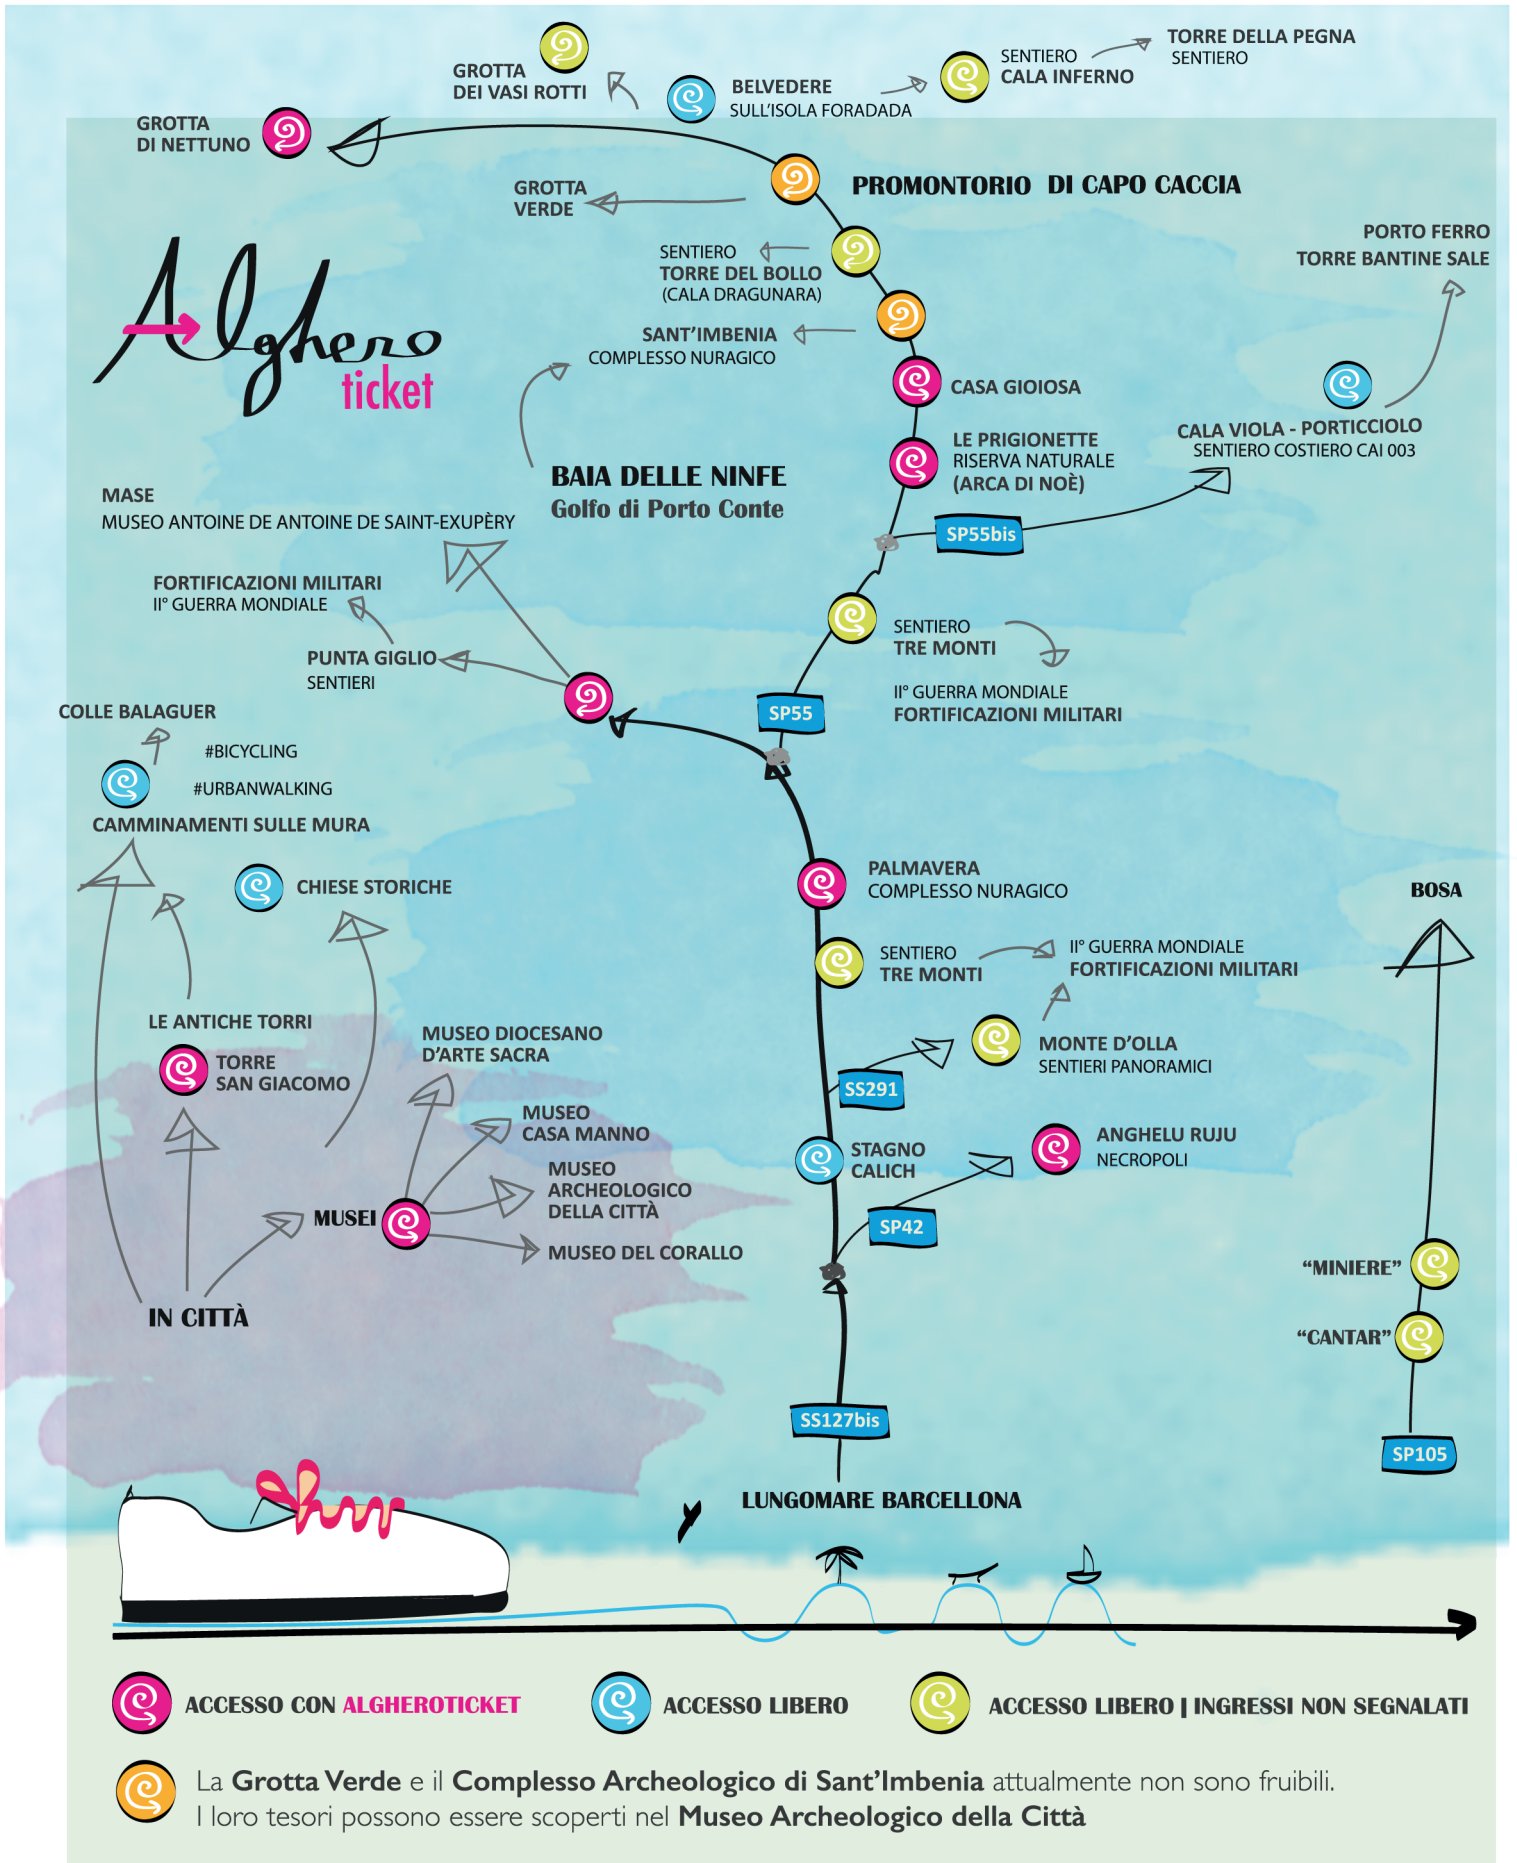 TORRE DELLA PEGNA
SENTIERO
SENTIERO
CALA INFERNO
GROTTA
DEI VASI ROTTI
BELVEDERE
SULL'ISOLA FORADADA
GROTTA
DI NETTUNO
PROMONTORIO DI CAPO CACCIA
GROTTA
VERDE
PORTO FERRO
TORRE BANTINE SALE
SENTIERO
TORRE DEL BOLLO
(CALA DRAGUNARA)
Alghero
ticket
SANT'IMBENIA
COMPLESSO NURAGICO
CASA GIOIOSA
CALA VIOLA - PORTICCIOLO
SENTIERO COSTIERO CAI 003
LE PRIGIONETTE
RISERVA NATURALE
(ARCA DI NOÈ)
BAIA DELLE NINFE
Golfo di Porto Conte
MASE
MUSEO ANTOINE DE ANTOINE DE SAINT-EXUPÈRY
SP55bis
FORTIFICAZIONI MILITARI
II° GUERRA MONDIALE
SENTIERO
TRE MONTI
PUNTA GIGLIO
SENTIERI
II° GUERRA MONDIALE
FORTIFICAZIONI MILITARI
SP55
COLLE BALAGUER
#BICYCLING
#URBANWALKING
CAMMINAMENTI SULLE MURA
CHIESE STORICHE
PALMAVERA
COMPLESSO NURAGICO
BOSA
SENTIERO
TRE MONTI
II° GUERRA MONDIALE
FORTIFICAZIONI MILITARI
LE ANTICHE TORRI
TORRE
SAN GIACOMO
MUSEO DIOCESANO
D'ARTE SACRA
MONTE D'OLLA
SENTIERI PANORAMICI
SS291
MUSEO
CASA MANNO
STAGNO
CALICH
ANGHELU RUJU
NECROPOLI
MUSEO
ARCHEOLOGICO
DELLA CITTÀ
MUSEI
SP42
MUSEO DEL CORALLO
"MINIERE"
IN CITTÀ
"CANTAR"
SS127bis
SP105
LUNGOMARE BARCELLONA
ACCESSO CON ALGHEROTICKET
ACCESSO LIBERO
ACCESSO LIBERO | INGRESSI NON SEGNALATI
La Grotta Verde e il Complesso Archeologico di Sant'Imbenia attualmente non sono fruibili.
I loro tesori possono essere scoperti nel Museo Archeologico della Città